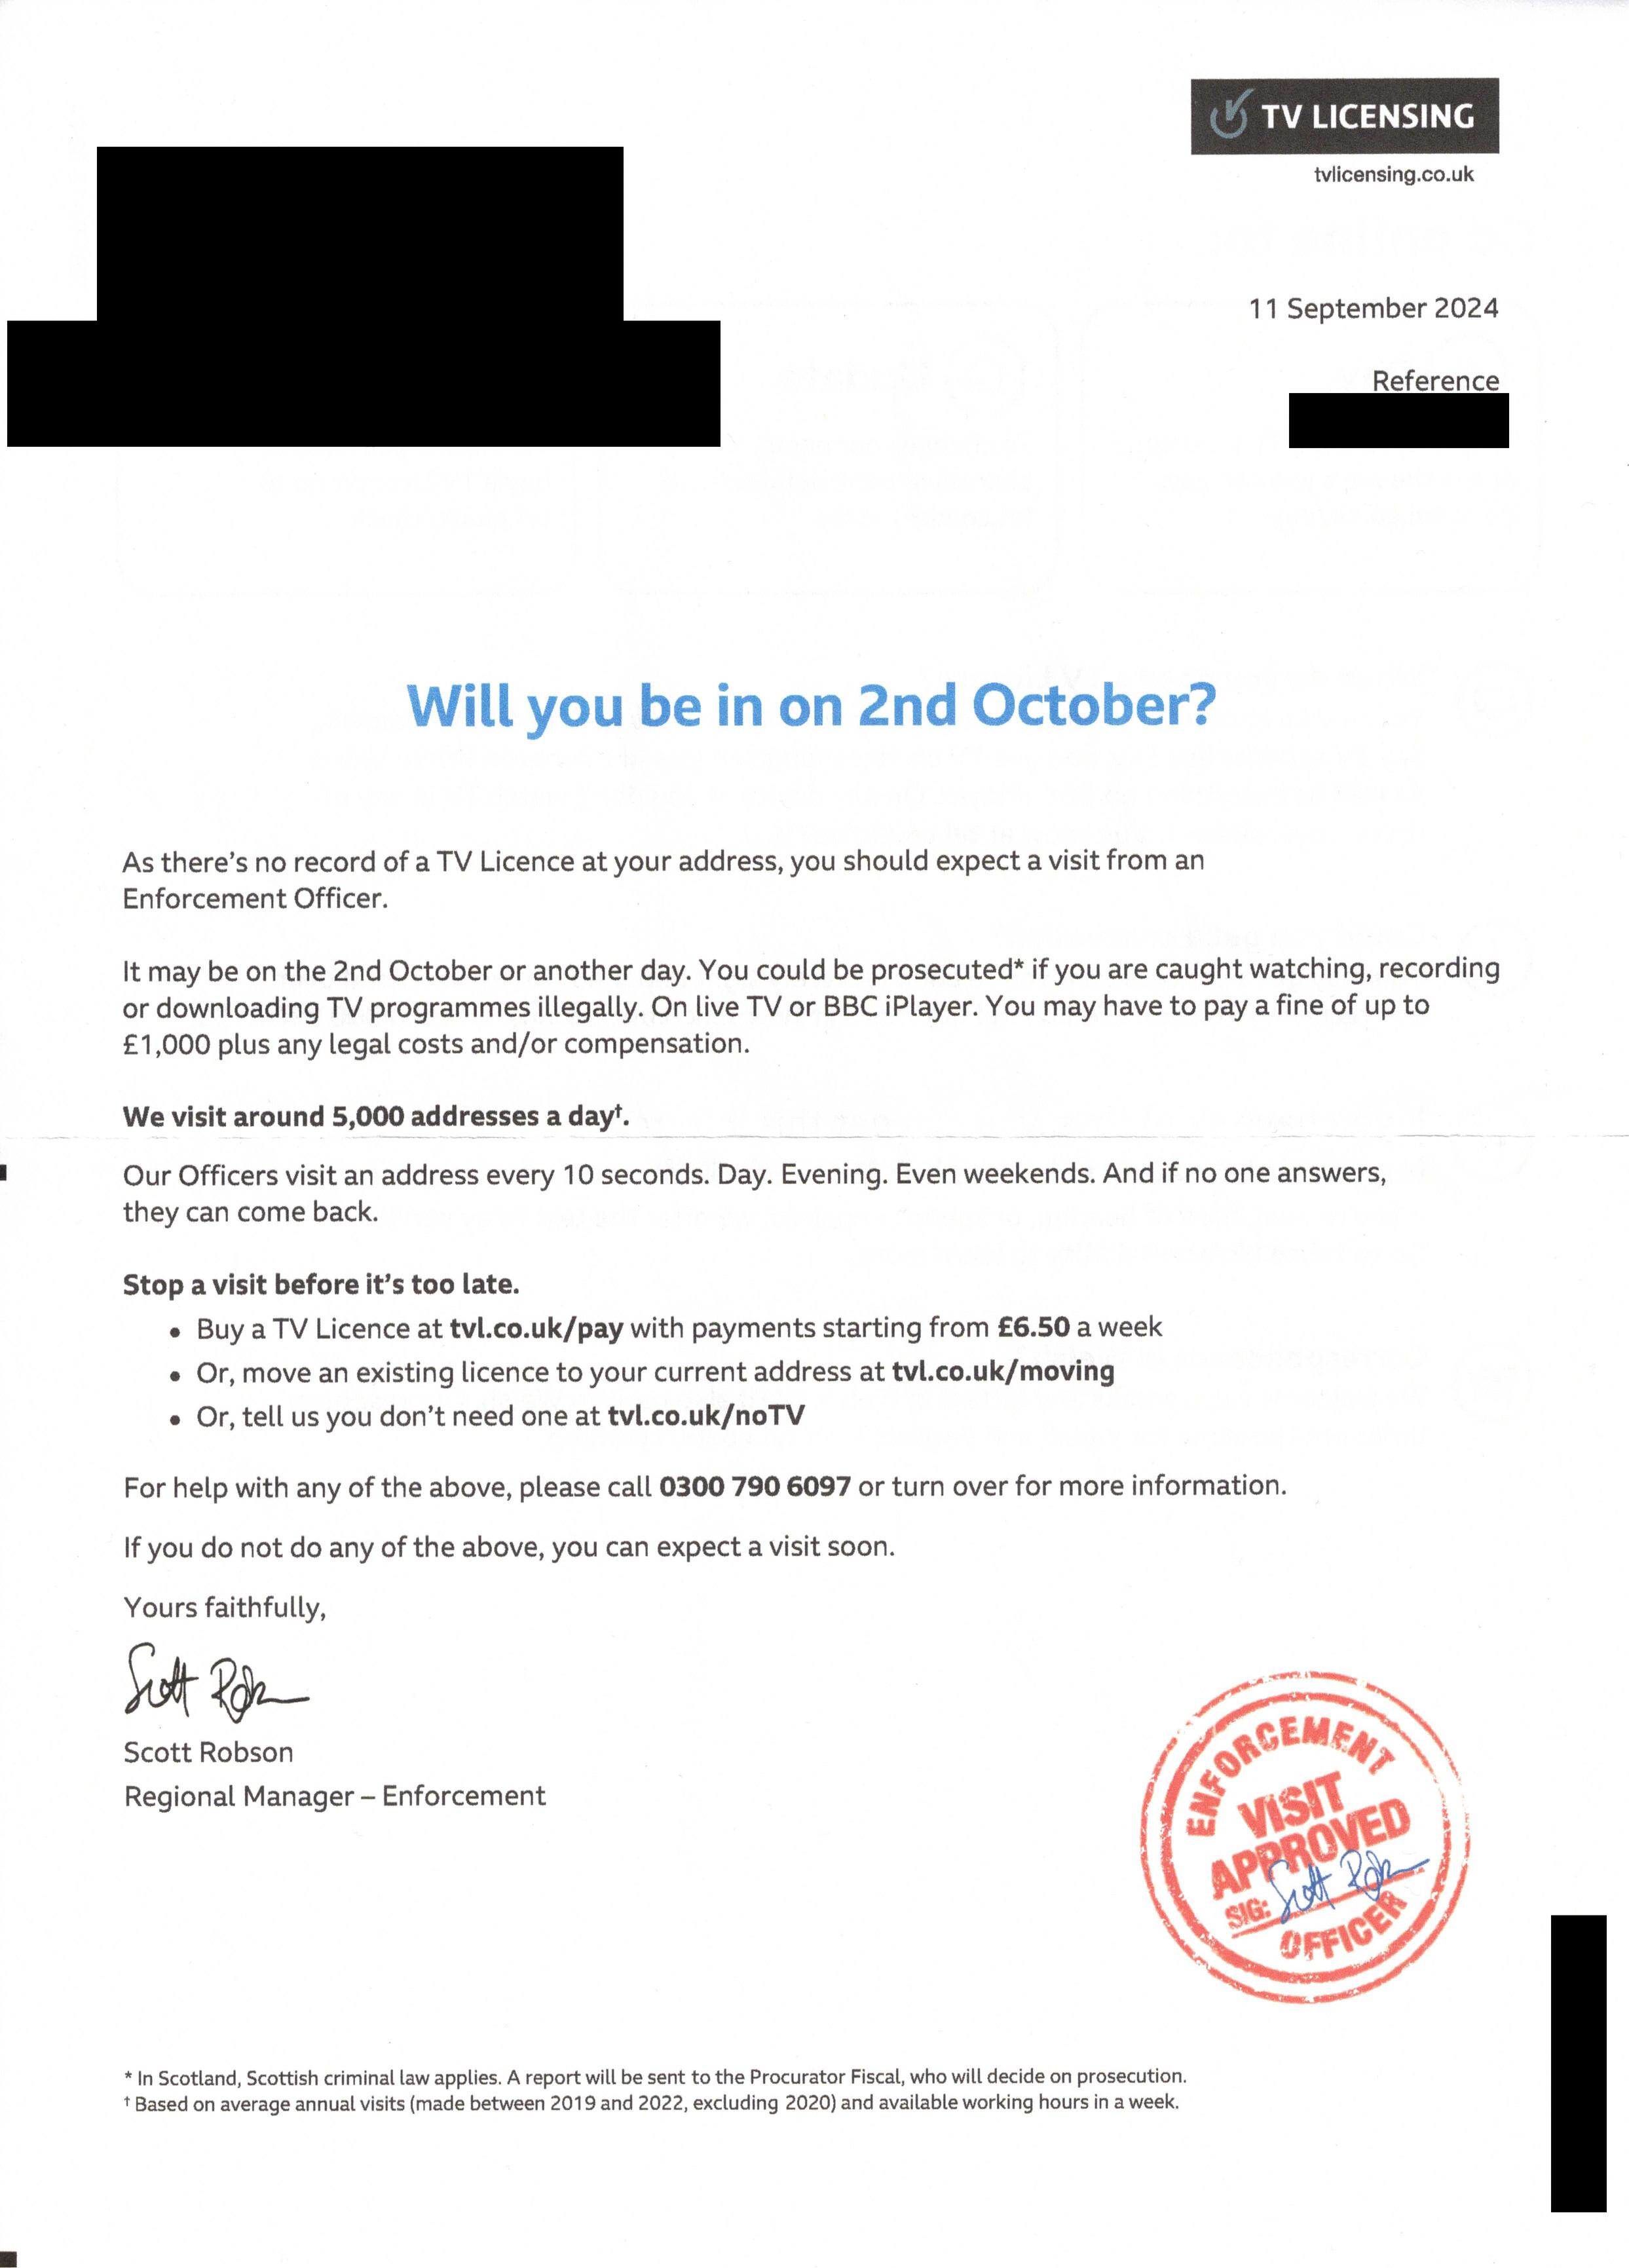 TV LICENSING
tvlicensing.co.uk
11 September 2024
Reference
Will you be in on 2nd October?
As there's no record of a TV Licence at your address, you should expect a visit from an
Enforcement Officer.
It may be on the 2nd October or another day. You could be prosecuted* if you are caught watching, recording
or downloading TV programmes illegally. On live TV or BBC iPlayer. You may have to pay a fine of up to
£1,000 plus any legal costs and/or compensation.
We visit around 5,000 addresses a day†.
Our Officers visit an address every 10 seconds. Day. Evening. Even weekends. And if no one answers,
they can come back.
Stop a visit before it's too late.
• Buy a TV Licence at tvl.co.uk/pay with payments starting from £6.50 a week
• Or, move an existing licence to your current address at tvl.co.uk/moving
• Or, tell us you don't need one at tvl.co.uk/noTV
For help with any of the above, please call 0300 790 6097 or turn over for more information.
If you do not do any of the above, you can expect a visit soon.
Yours faithfully,
Scott Robson
Regional Manager – Enforcement
ENFORCEMENT
VISIT
APPROVED
SIG:
OFFICER
* In Scotland, Scottish criminal law applies. A report will be sent to the Procurator Fiscal, who will decide on prosecution.
† Based on average annual visits (made between 2019 and 2022, excluding 2020) and available working hours in a week.